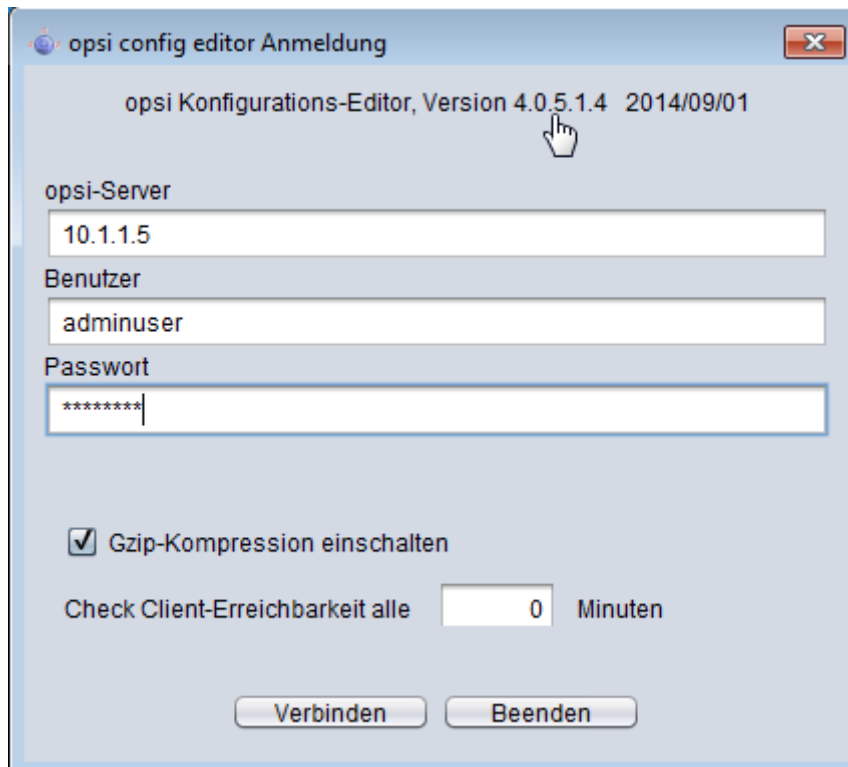 opsi config editor Anmeldung
opsi Konfigurations-Editor, Version 4.0.5.1.4 2014/09/01
opsi-Server
10.1.1.5
Benutzer
adminuser
Passwort
********
Gzip-Kompression einschalten
Check Client-Erreichbarkeit alle 0 Minuten
Verbinden Beenden